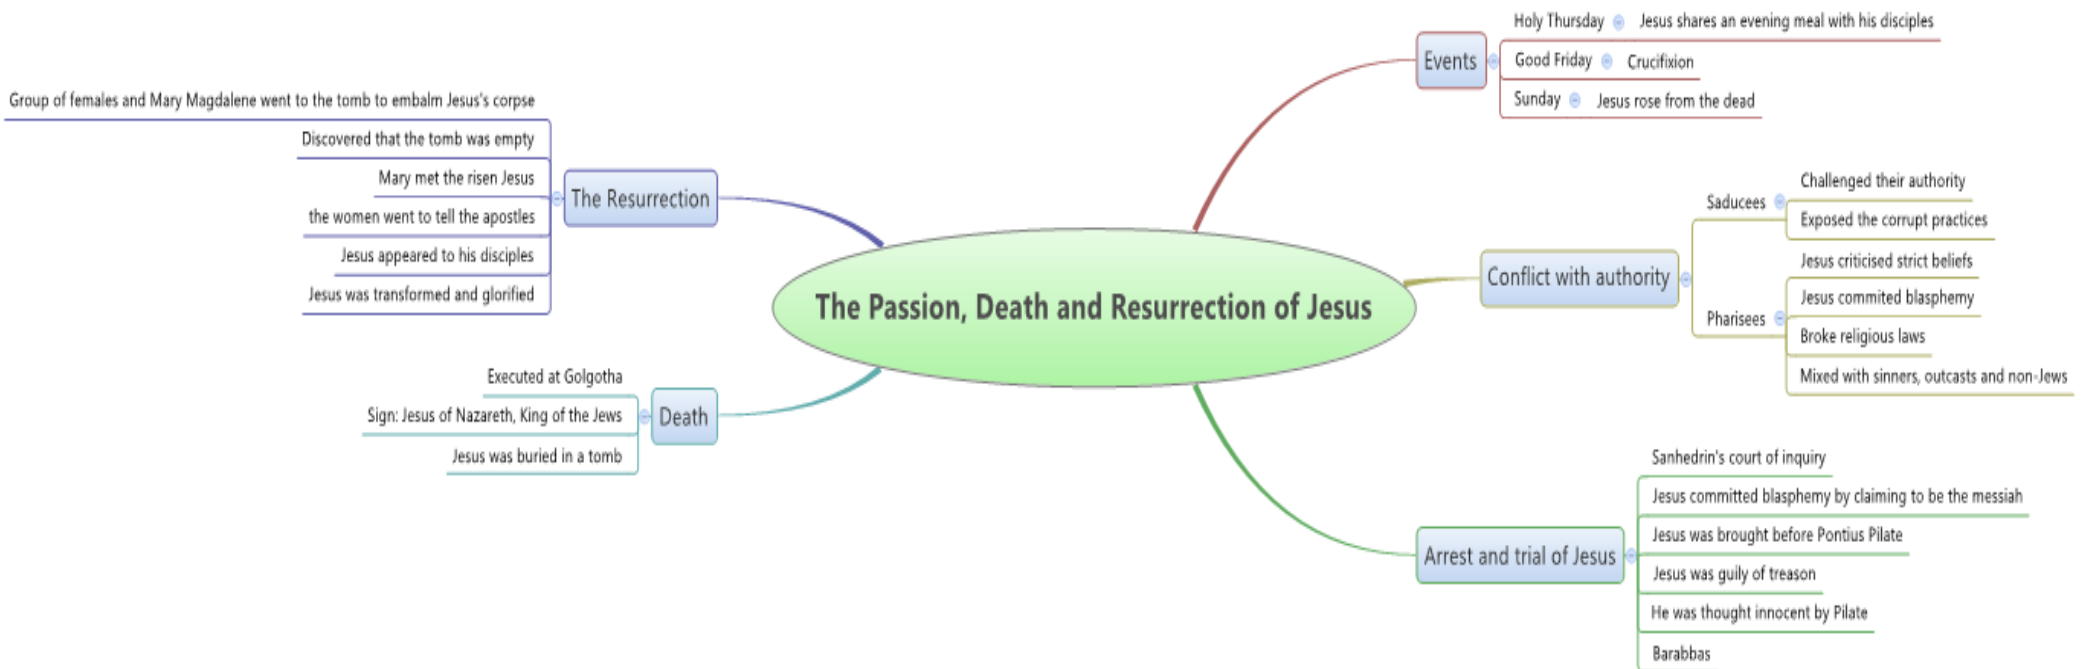 The Passion, Death and Resurrection of Jesus
Events
Holy Thursday
Jesus shares an evening meal with his disciples
Good Friday
Crucifixion
Sunday
Jesus rose from the dead
Conflict with authority
Saducees
Challenged their authority
Exposed the corrupt practices
Pharisees
Jesus criticised strict beliefs
Jesus commited blasphemy
Broke religious laws
Mixed with sinners, outcasts and non-Jews
Arrest and trial of Jesus
Sanhedrin's court of inquiry
Jesus committed blasphemy by claiming to be the messiah
Jesus was brought before Pontius Pilate
Jesus was guily of treason
He was thought innocent by Pilate
Barabbas
Death
Executed at Golgotha
Sign: Jesus of Nazareth, King of the Jews
Jesus was buried in a tomb
The Resurrection
Group of females and Mary Magdalene went to the tomb to embalm Jesus's corpse
Discovered that the tomb was empty
Mary met the risen Jesus
the women went to tell the apostles
Jesus appeared to his disciples
Jesus was transformed and glorified